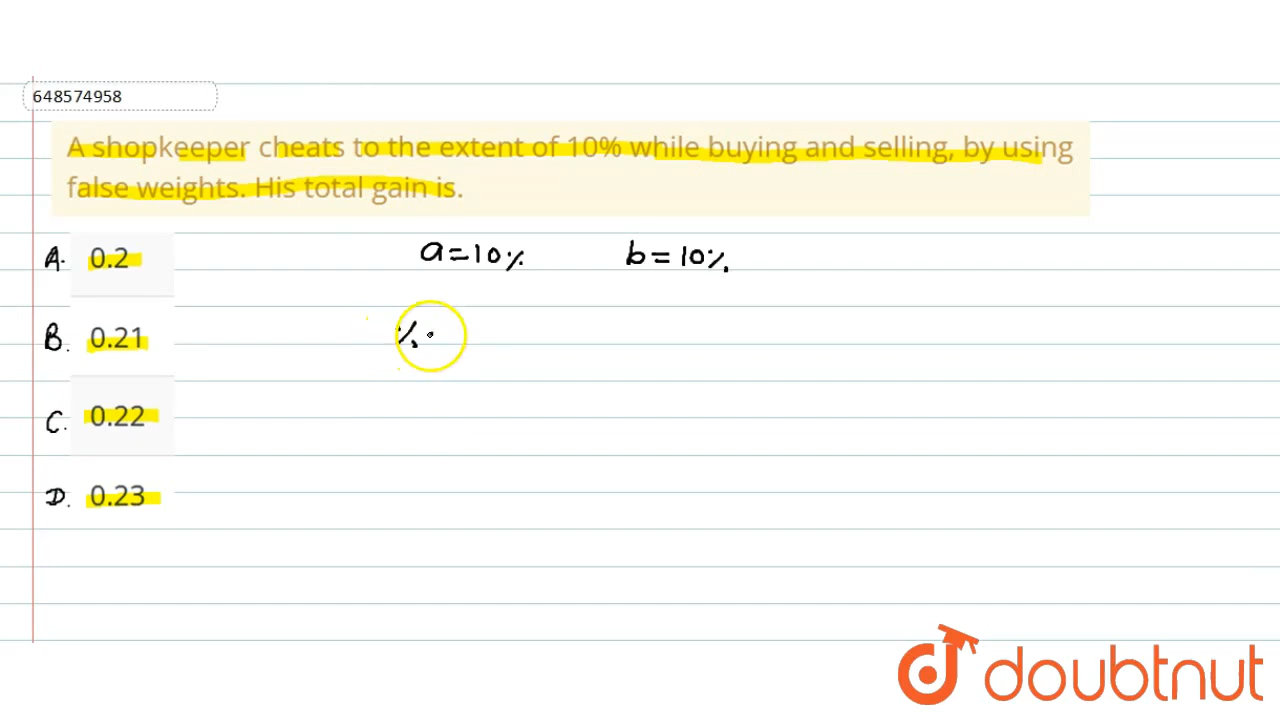 648574958
A shopkeeper cheats to the extent of 10% while buying and selling, by using
false weights. His total gain is.
A. 0.2
a = 10%
b = 10%
B. 0.21
%
C. 0.22
D. 0.23
doubtnut